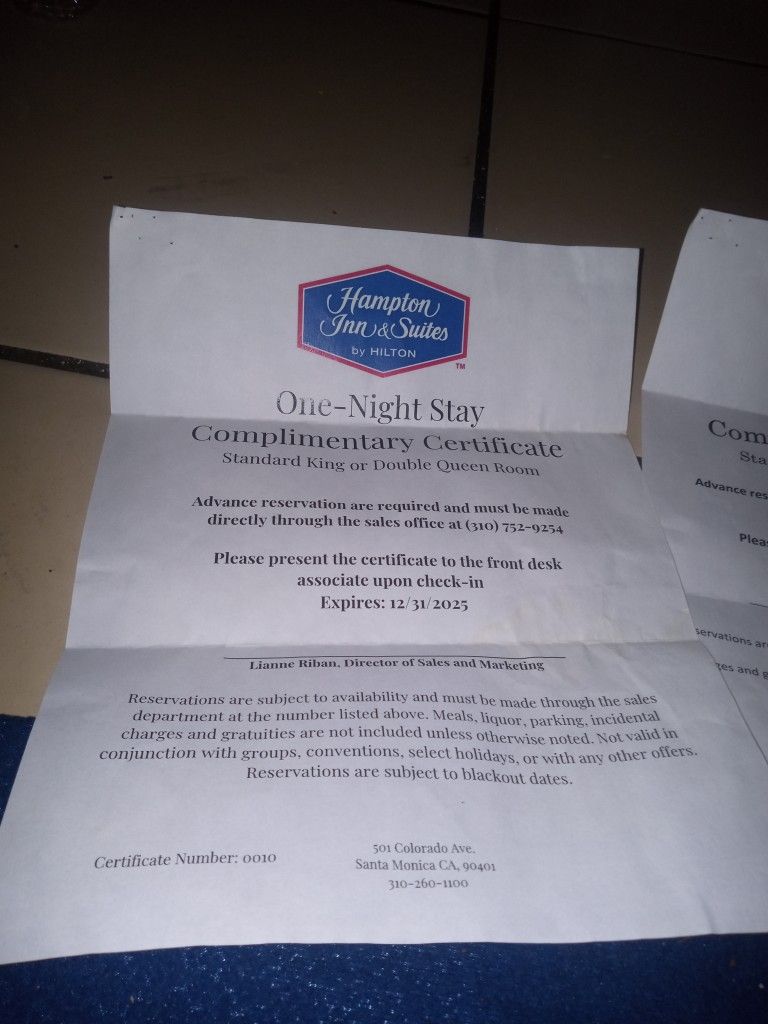 Hampton
Inn & Suites
by HILTON
TM
One-Night Stay
Complimentary Certificate
Standard King or Double Queen Room
Advance reservation are required and must be made
directly through the sales office at (310) 752-9254
Please present the certificate to the front desk
associate upon check-in
Expires: 12/31/2025
Lianne Riban, Director of Sales and Marketing
Reservations are subject to availability and must be made through the sales
department at the number listed above. Meals, liquor, parking, incidental
charges and gratuities are not included unless otherwise noted. Not valid in
conjunction with groups, conventions, select holidays, or with any other offers.
Reservations are subject to blackout dates.
Certificate Number: 0010
501 Colorado Ave.
Santa Monica CA, 90401
310-260-1100
Com
Sta
Advance res
Pleas
servations ar
ges and g